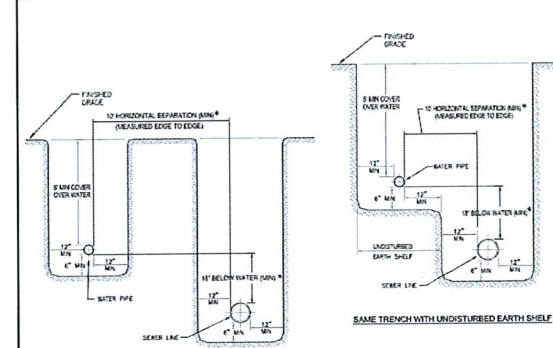 FINISHED
GRADE
10' HORIZONTAL SEPARATION (MIN)*
(MEASURED EDGE TO EDGE)
MIN COVER
OVER WATER
12"
MIN
12"
MIN
6" MIN
WATER PIPE
18" BELOW WATER (MIN)*
12"
MIN
12"
MIN
6" MIN
SEWER LINE
FINISHED
GRADE
MIN COVER
OVER WATER
10' HORIZONTAL SEPARATION (MIN)*
(MEASURED EDGE TO EDGE)
12"
MIN
WATER PIPE
12"
MIN
6" MIN
18" BELOW WATER (MIN)*
UNDISTURBED
EARTH SHELF
12"
MIN
12"
MIN
6" MIN
SEWER LINE
SAME TRENCH WITH UNDISTURBED EARTH SHELF